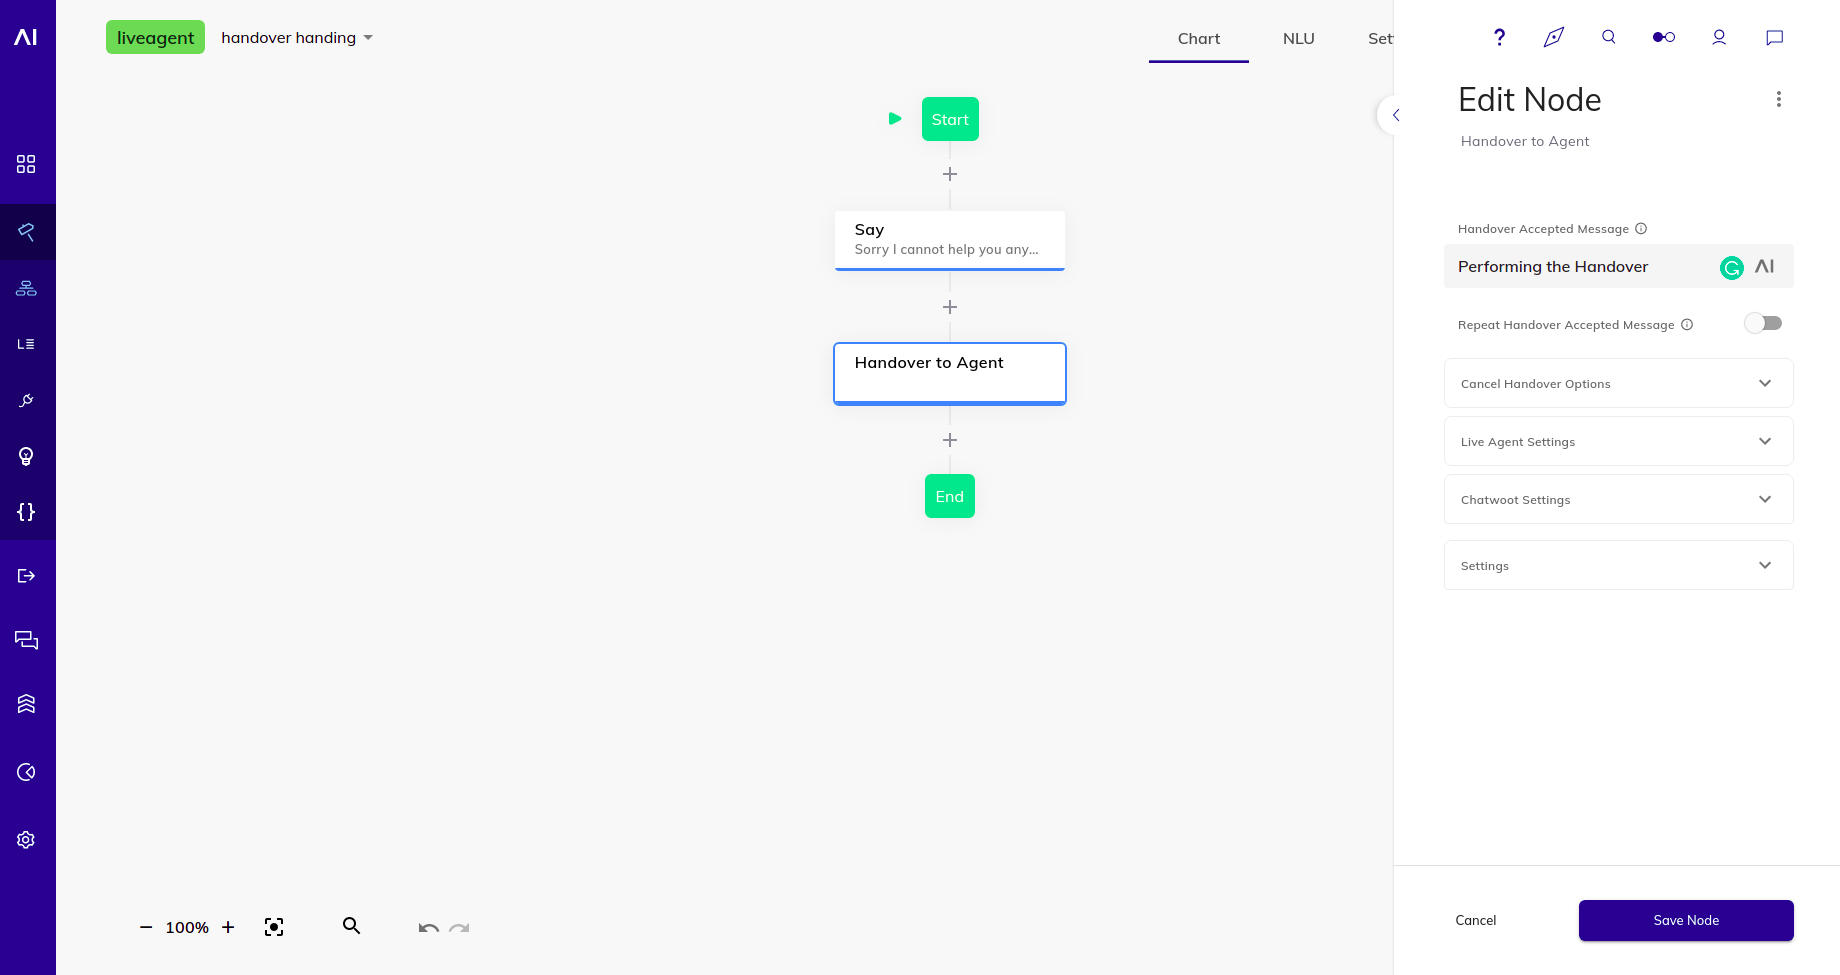 AI
liveagent
handover handing
Chart
NLU
Set
Start
Say
Sorry I cannot help you any...
Handover to Agent
End
100%
?
Edit Node
Handover to Agent
Handover Accepted Message
Performing the Handover
AI
Repeat Handover Accepted Message
Cancel Handover Options
Live Agent Settings
Chatwoot Settings
Settings
Cancel
Save Node